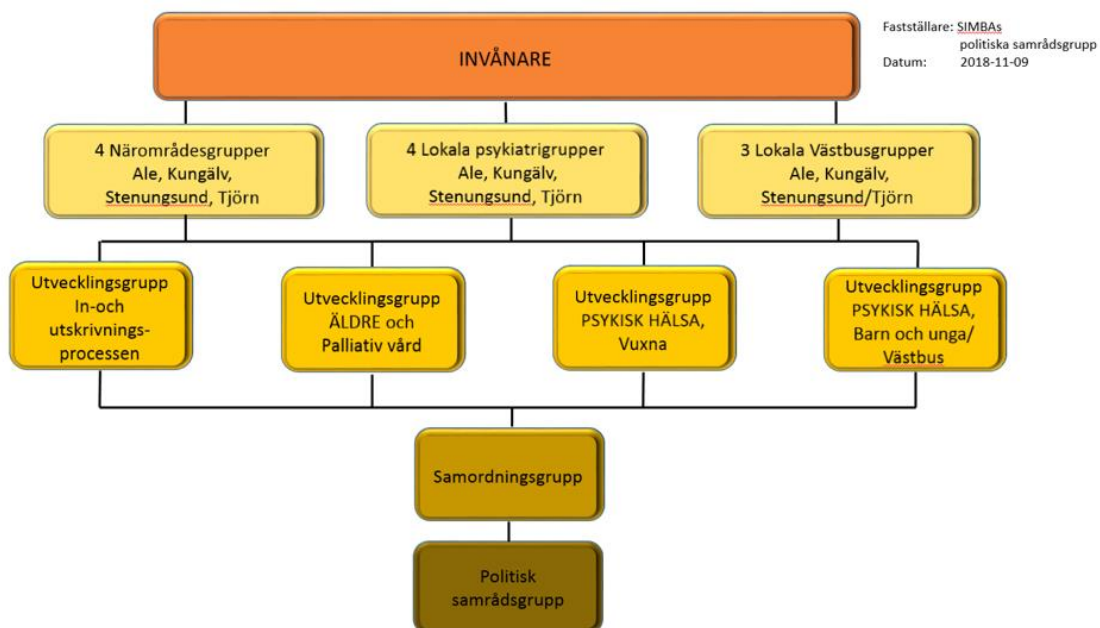 Fastställare: SIMBAs
politiska samrådsgrupp
Datum: 2018-11-09
INVÅNARE
4 Närområdesgrupper
Ale, Kungälv,
Stenungsund, Tjörn
4 Lokala psykiatrigrupper
Ale, Kungälv,
Stenungsund, Tjörn
3 Lokala Västbusgrupper
Ale, Kungälv,
Stenungsund/Tjörn
Utvecklingsgrupp
In-och
utskrivnings-
processen
Utvecklingsgrupp
ÄLDRE och
Palliativ vård
Utvecklingsgrupp
PSYKISK HÄLSA,
Vuxna
Utvecklingsgrupp
PSYKISK HÄLSA,
Barn och unga/
Västbus
Samordningsgrupp
Politisk
samrådsgrupp